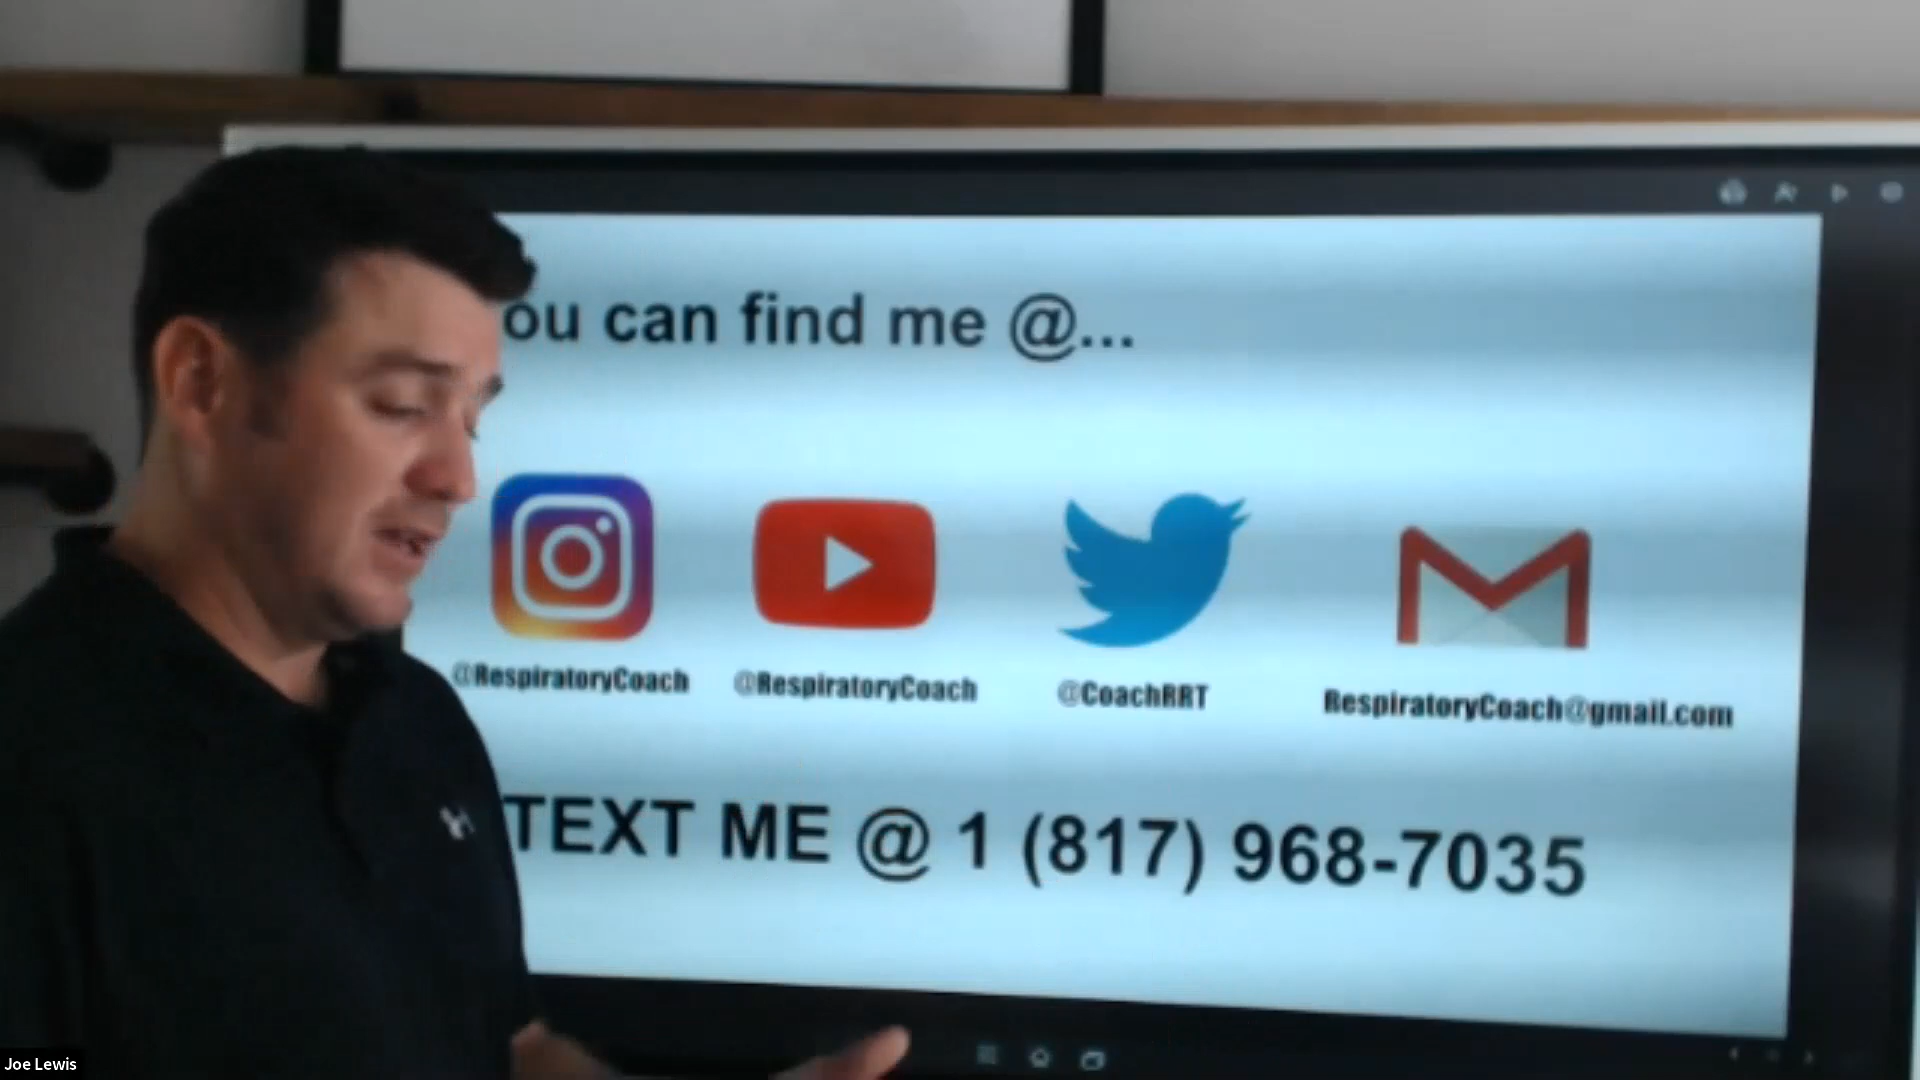 ou can find me @...
@RespiratoryCoach
@RespiratoryCoach
@CoachRRT
RespiratoryCoach@gmail.com
TEXT ME @ 1 (817) 968-7035
Joe Lewis